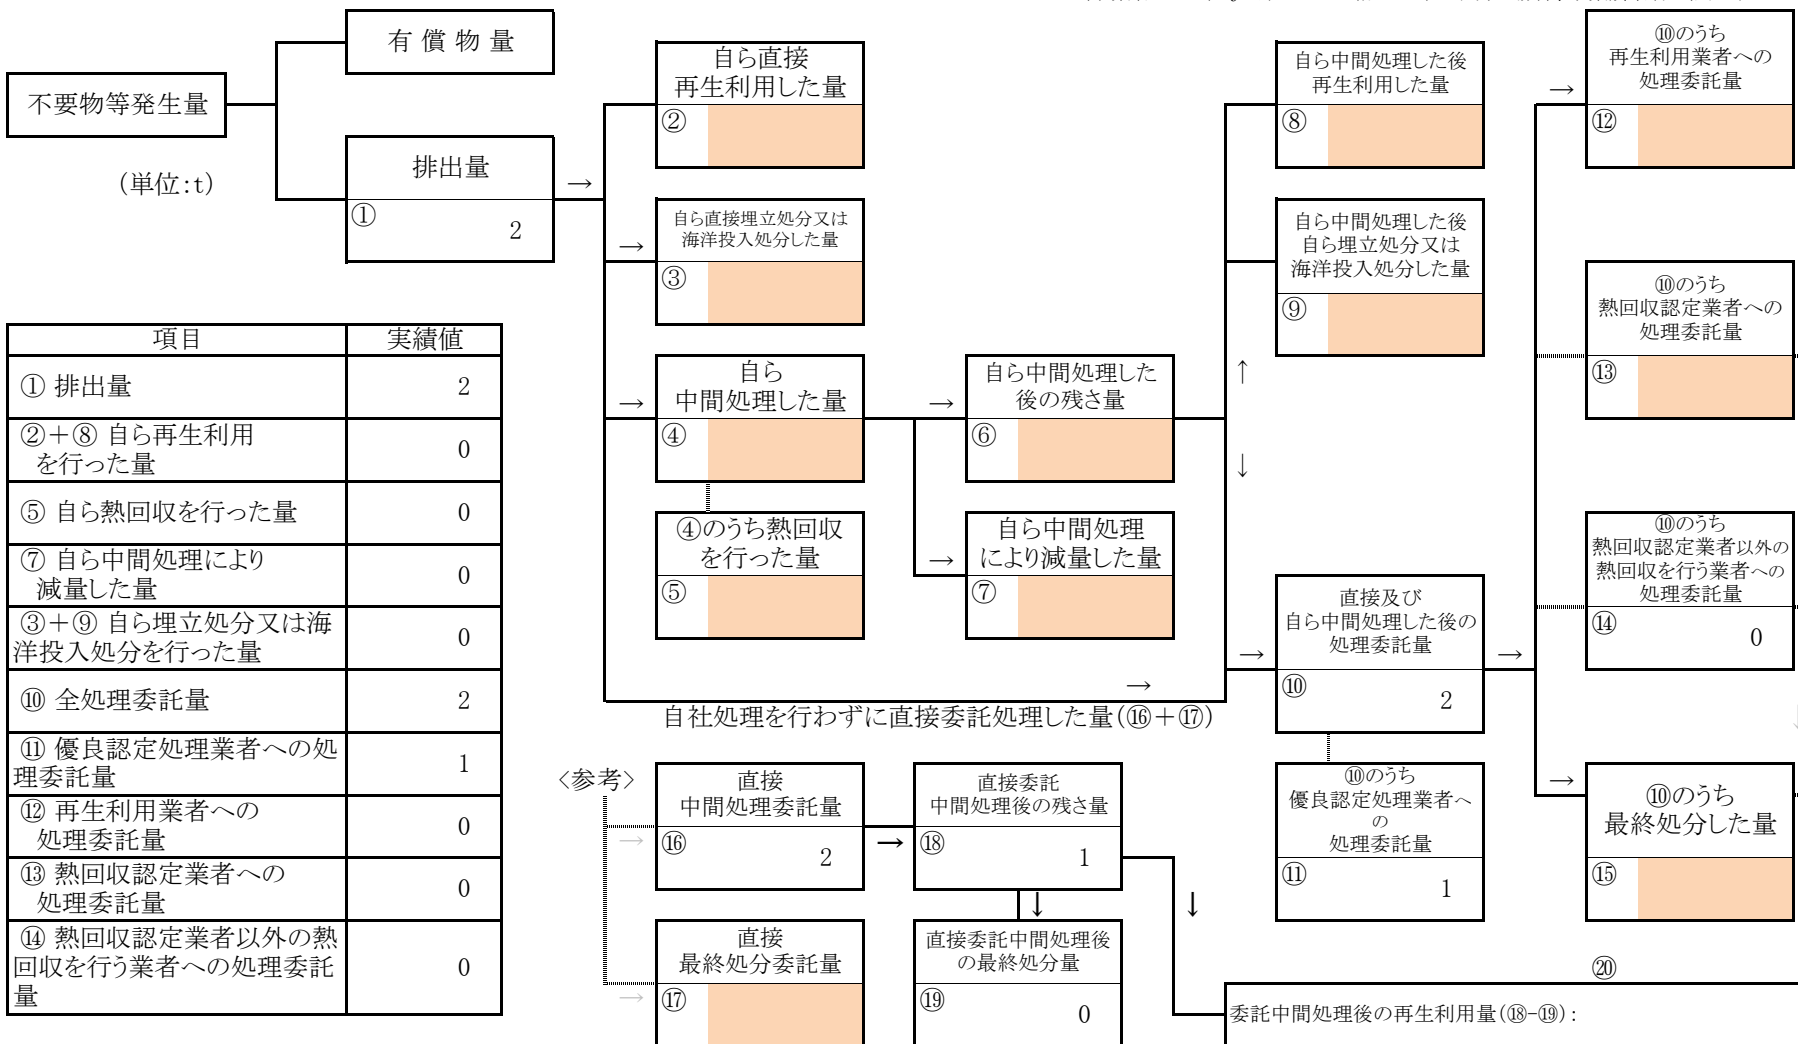 有償物量
不要物等発生量
(単位:t)
排出量
①
2
→
自ら直接
再生利用した量
②
自ら直接埋立処分又は
海洋投入処分した量
→
③
自ら
中間処理した量
→
④
④のうち熱回収
を行った量
⑤
→
自ら中間処理した
後の残さ量
⑥
→
自ら中間処理
により減量した量
⑦
自ら中間処理した後
再生利用した量
⑧
自ら中間処理した後
自ら埋立処分又は
海洋投入処分した量
⑨
↑
↓
→
自社処理を行わずに直接委託処理した量(⑯+⑰)
→
直接及び
自ら中間処理した後の
処理委託量
⑩
2
→
⑩のうち
優良認定処理業者へ
の
処理委託量
⑪
1
→
⑩のうち
再生利用業者への
処理委託量
⑫
⑩のうち
熱回収認定業者への
処理委託量
⑬
⑩のうち
熱回収認定業者以外の
熱回収を行う業者への
処理委託量
⑭
0
→
⑩のうち
最終処分した量
⑮
項目 実績値
① 排出量 2
②+⑧ 自ら再生利用
を行った量 0
⑤ 自ら熱回収を行った量 0
⑦ 自ら中間処理により
減量した量 0
③+⑨ 自ら埋立処分又は海
洋投入処分を行った量 0
⑩ 全処理委託量 2
⑪ 優良認定処理業者への処
理委託量 1
⑫ 再生利用業者への
処理委託量 0
⑬ 熱回収認定業者への
処理委託量 0
⑭ 熱回収認定業者以外の熱
回収を行う業者への処理委託
量 0
<参考>
→
直接
中間処理委託量
⑯
2
→
直接委託
中間処理後の残さ量
⑱
1
↓
↓
→
直接
最終処分委託量
⑰
直接委託中間処理後
の最終処分量
⑲
0
⑳
委託中間処理後の再生利用量(⑱-⑲):